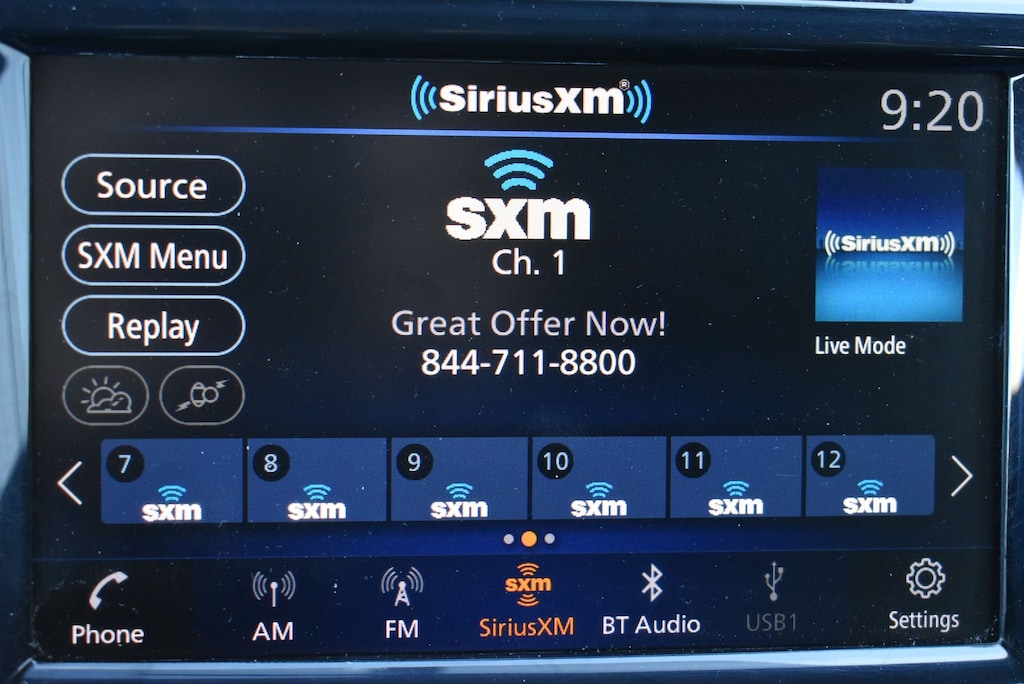 SiriusXM®
9:20
Source
SXM Menu
Replay
sxm
Ch. 1
Great Offer Now!
844-711-8800
SiriusXM
Live Mode
7
sxm
8
sxm
9
sxm
10
sxm
11
sxm
12
sxm
Phone
AM
FM
sxm
SiriusXM
BT Audio
USB1
Settings